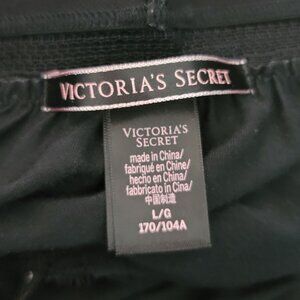 VICTORIA'S SECRET
VICTORIA'S
SECRET
made in China/
fabriqué en Chine/
hecho en China/
fabbricato in Cina/
中国制造
L/G
170/104A